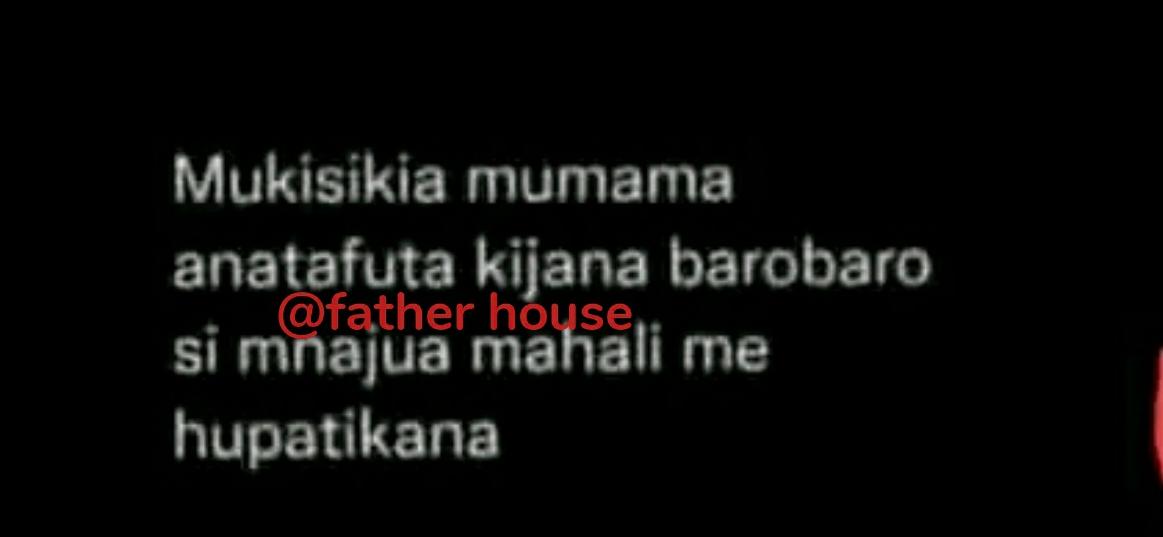 Mukisikia mumama
anatafuta kijana barobaro
@father house
si mnajua mahali me
hupatikana